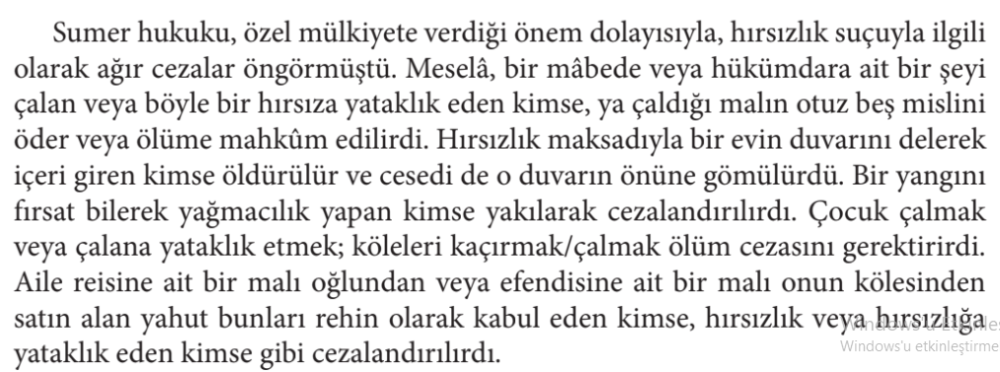 Sumer hukuku, özel mülkiyete verdiği önem dolayısıyla, hırsızlık suçuyla ilgili
olarak ağır cezalar öngörmüştü. Meselâ, bir mâbede veya hükümdara ait bir şeyi
çalan veya böyle bir hırsıza yataklık eden kimse, ya çaldığı malın otuz beş mislini
öder veya ölüme mahkûm edilirdi. Hırsızlık maksadıyla bir evin duvarını delerek
içeri giren kimse öldürülür ve cesedi de o duvarın önüne gömülürdü. Bir yangını
fırsat bilerek yağmacılık yapan kimse yakılarak cezalandırılırdı. Çocuk çalmak
veya çalana yataklık etmek; köleleri kaçırmak/çalmak ölüm cezasını gerektirirdi.
Aile reisine ait bir malı oğlundan veya efendisine ait bir malı onun kölesinden
satın alan yahut bunları rehin olarak kabul eden kimse, hırsızlık veya hırsızlığa
yataklık eden kimse gibi cezalandırılırdı.
Windows'u etkinleştirme